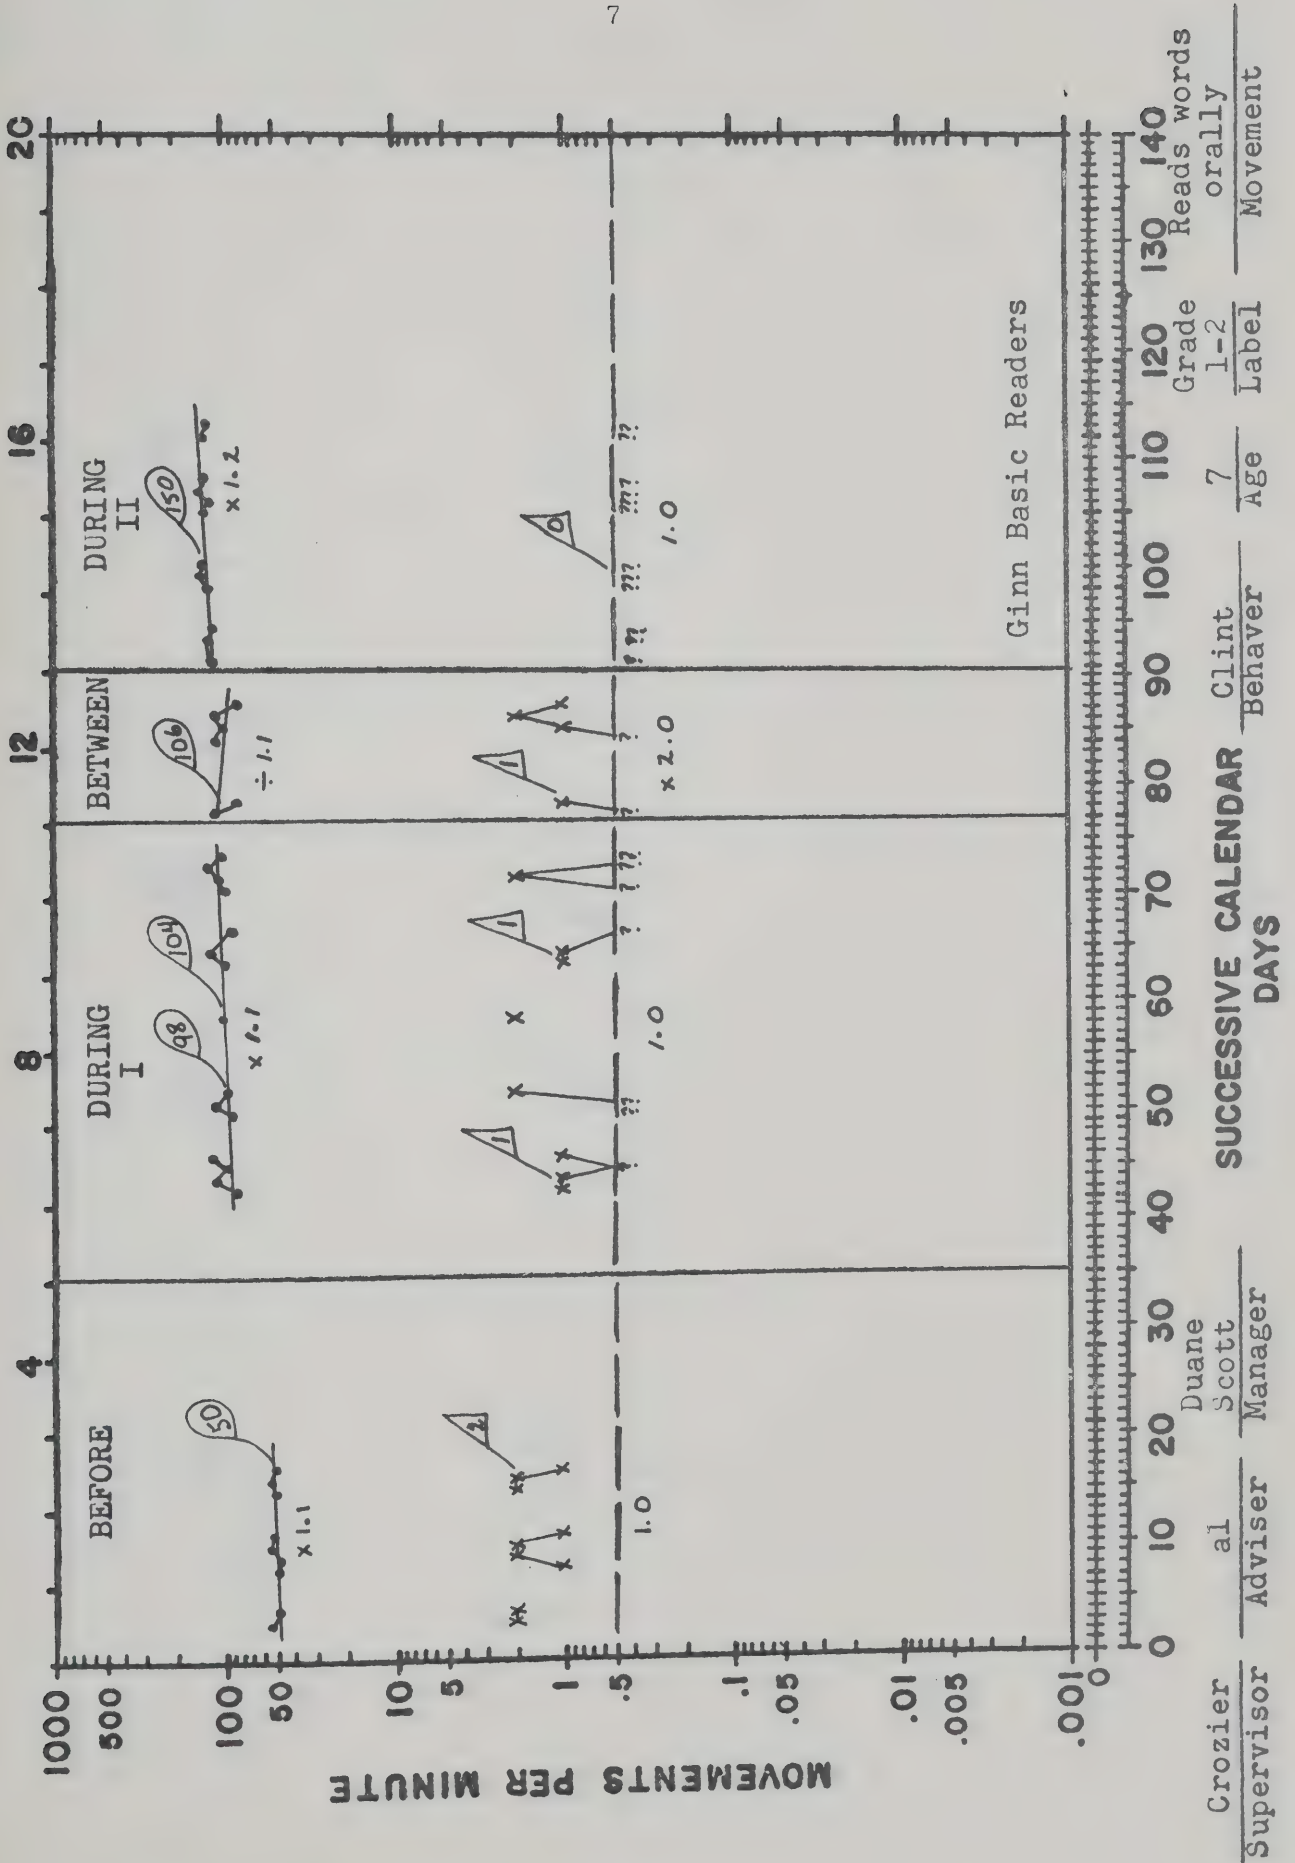 7
4 8 12 16 20
BEFORE
DURING
I
BETWEEN
DURING
II
50
98
104
106
150
x 1.1
x 1.1
÷ 1.1
x 1.2
2
1
1
1
0
? ?? ? ? ?? ? ? ? ?? ??? ???? ??
1.0
1.0
x 2.0
1.0
Ginn Basic Readers
1000
500
100
50
10
5
1
.5
.1
.05
.01
.005
.001
0
MOVEMENTS PER MINUTE
0 10 20 30 40 50 60 70 80 90 100 110 120 130 140
SUCCESSIVE CALENDAR
DAYS
Crozier
Supervisor
al
Adviser
Duane
Scott
Manager
Clint
Behaver
7
Age
Grade
1-2
Label
Reads words
orally
Movement